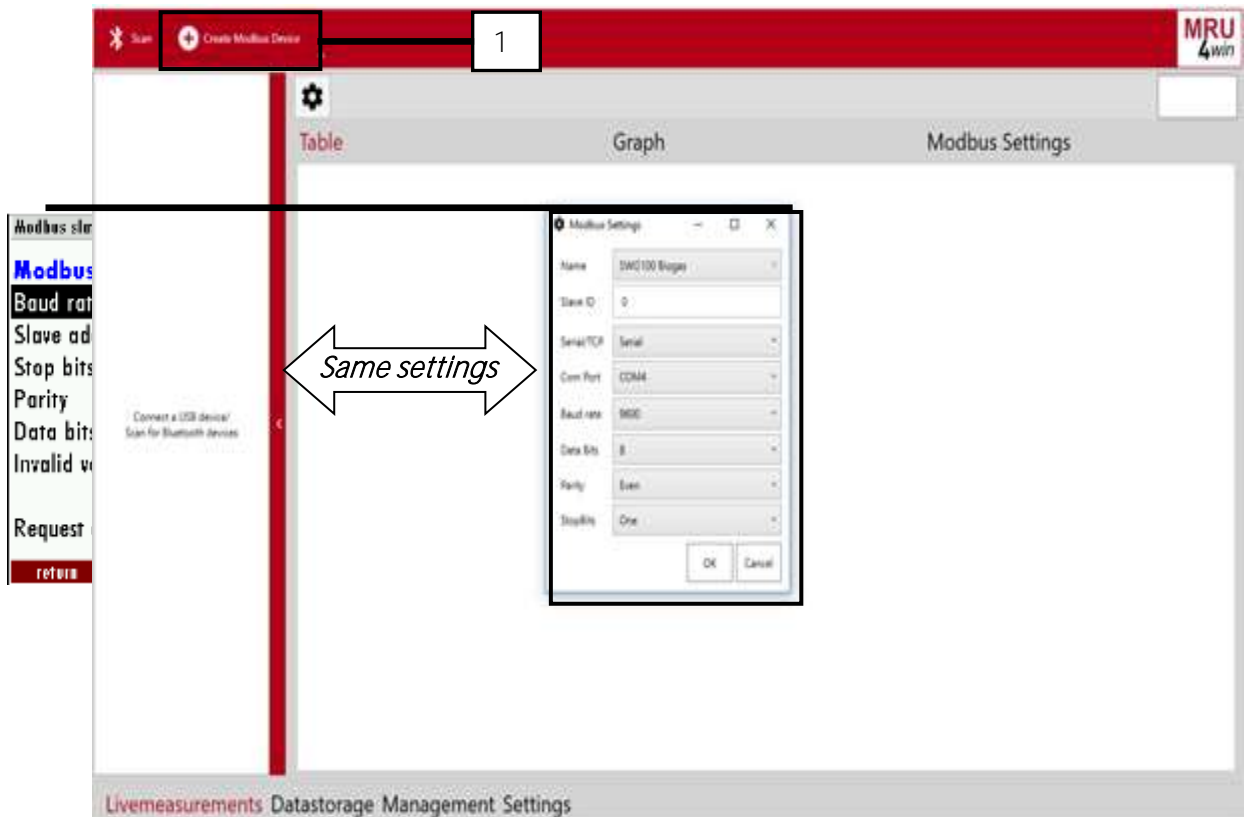 Scan
Create Modbus Device
1
MRU
4win
Table
Graph
Modbus Settings
Modbus
Baud rat
Slave ad
Stop bits
Parity
Data bits
Invalid v
Request
return
Connect a USB device/
Scan for Bluetooth devices
Same settings
Modbus Settings
Name SWG100 Biogas
Slave ID 0
Serial/TCP Serial
Com Port COM4
Baud rate 9600
Data Bits 8
Parity Even
StopBits One
OK Cancel
Livemeasurements Datastorage Management Settings